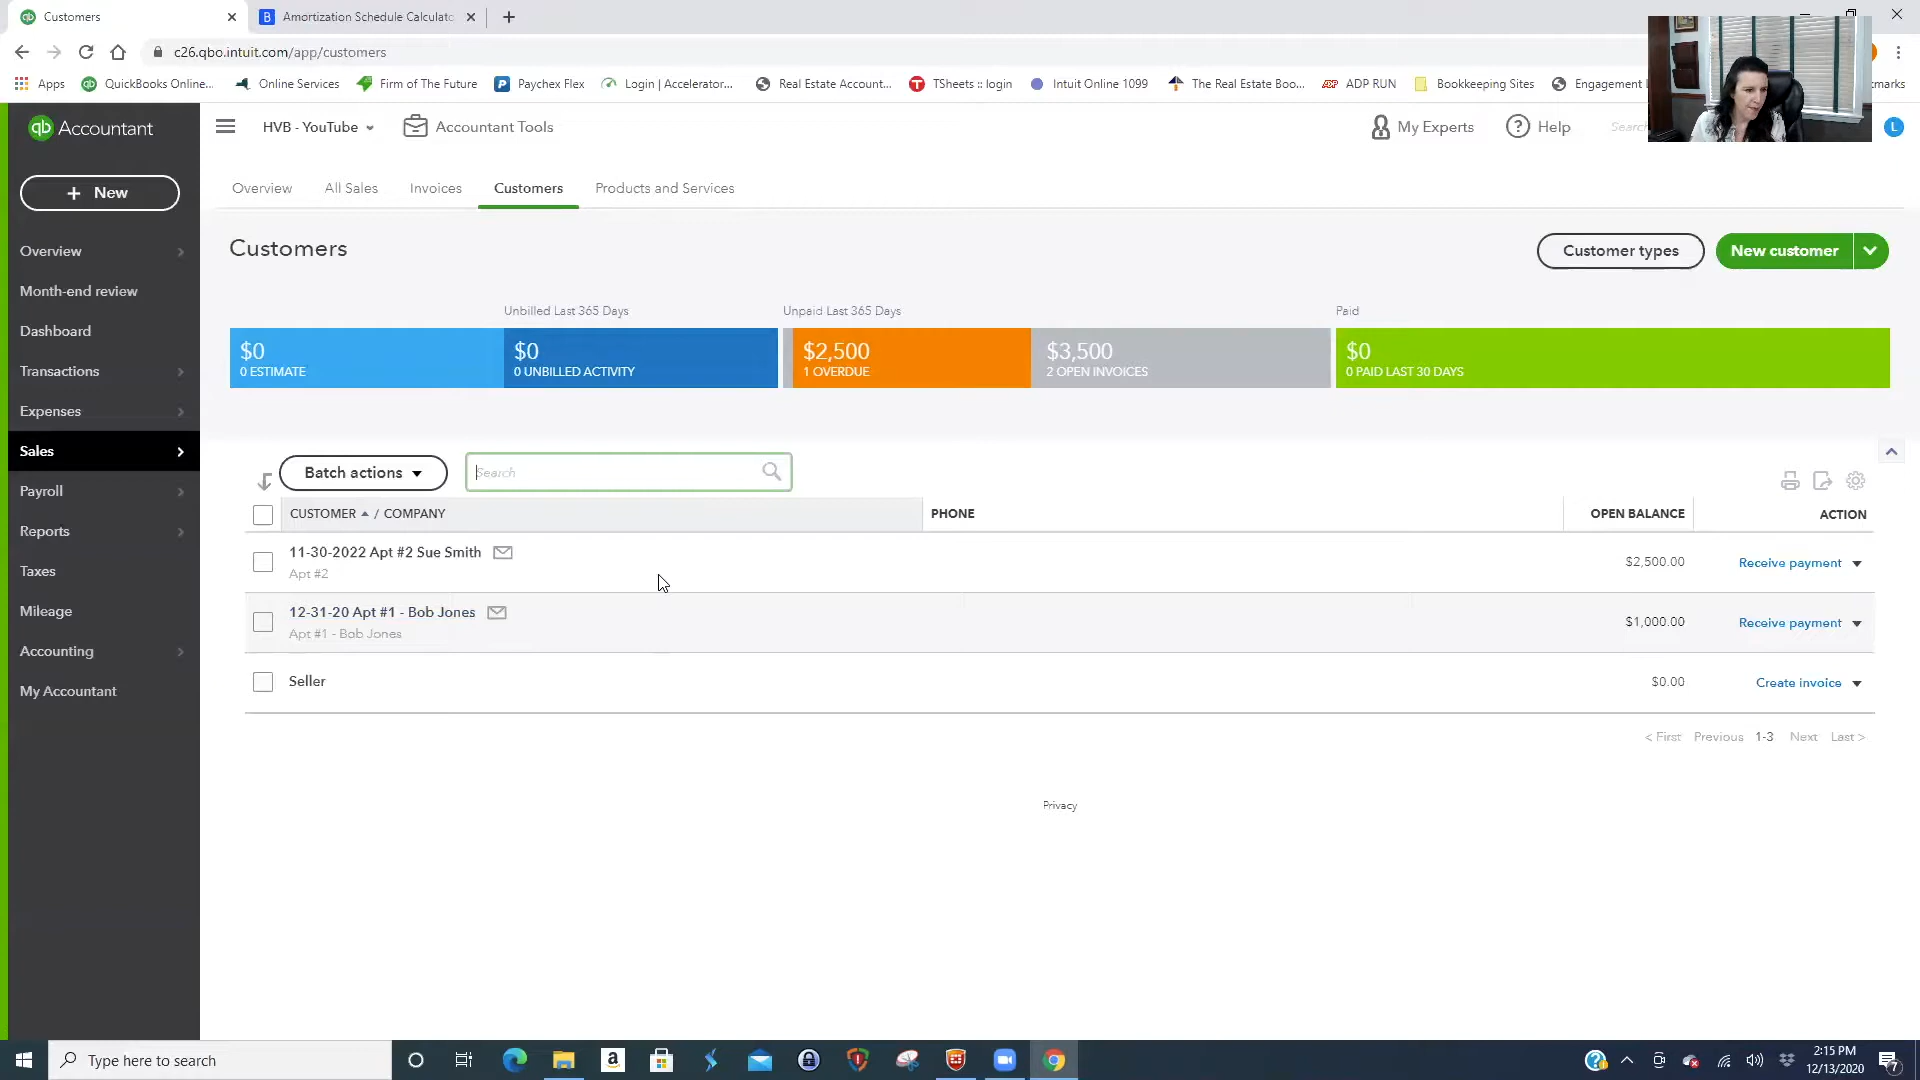 Customers
Amortization Schedule Calculato
c26.qbo.intuit.com/app/customers
Apps
QuickBooks Online...
Online Services
Firm of The Future
Paychex Flex
Login | Accelerator...
Real Estate Account...
TSheets :: login
Intuit Online 1099
The Real Estate Boo...
ADP RUN
Bookkeeping Sites
Engagement
marks
qb Accountant
HVB - YouTube
Accountant Tools
My Experts
Help
Search
L
+ New
Overview
All Sales
Invoices
Customers
Products and Services
Overview
Month-end review
Dashboard
Transactions
Expenses
Sales
Payroll
Reports
Taxes
Mileage
Accounting
My Accountant
Customers
Customer types
New customer
Unbilled Last 365 Days
Unpaid Last 365 Days
Paid
$0
0 ESTIMATE
$0
0 UNBILLED ACTIVITY
$2,500
1 OVERDUE
$3,500
2 OPEN INVOICES
$0
0 PAID LAST 30 DAYS
Batch actions
Search
CUSTOMER / COMPANY
PHONE
OPEN BALANCE
ACTION
11-30-2022 Apt #2 Sue Smith
Apt #2
$2,500.00
Receive payment
12-31-20 Apt #1 - Bob Jones
Apt #1 - Bob Jones
$1,000.00
Receive payment
Seller
$0.00
Create invoice
< First Previous 1-3 Next Last >
Privacy
Type here to search
2:15 PM
12/13/2020
7